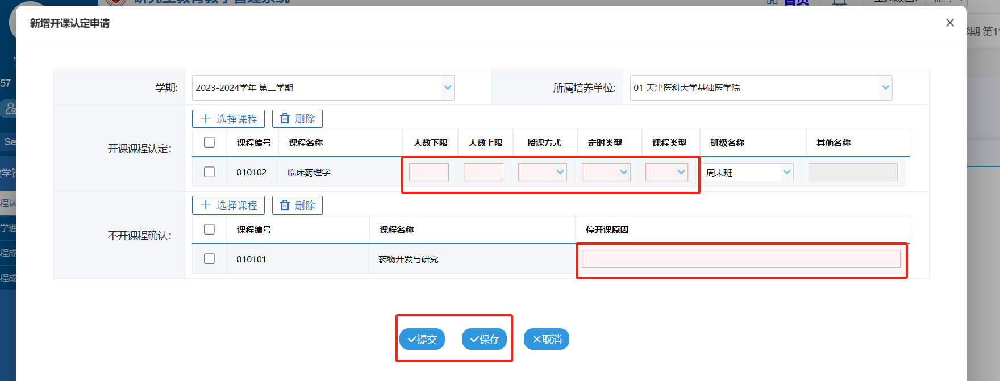 新增开课认定申请
57
期 第1
学期:
2023-2024学年 第二学期
所属培养单位:
01 天津医科大学基础医学院
选择课程
删除
Se
开课课程认定:
课程编号
课程名称
人数下限
人数上限
授课方式
定时类型
课程类型
班级名称
其他名称
010102
临床药理学
周末班
程认
学进
程成
程成
选择课程
删除
不开课程确认:
课程编号
课程名称
停开课原因
010101
药物开发与研究
提交
保存
取消